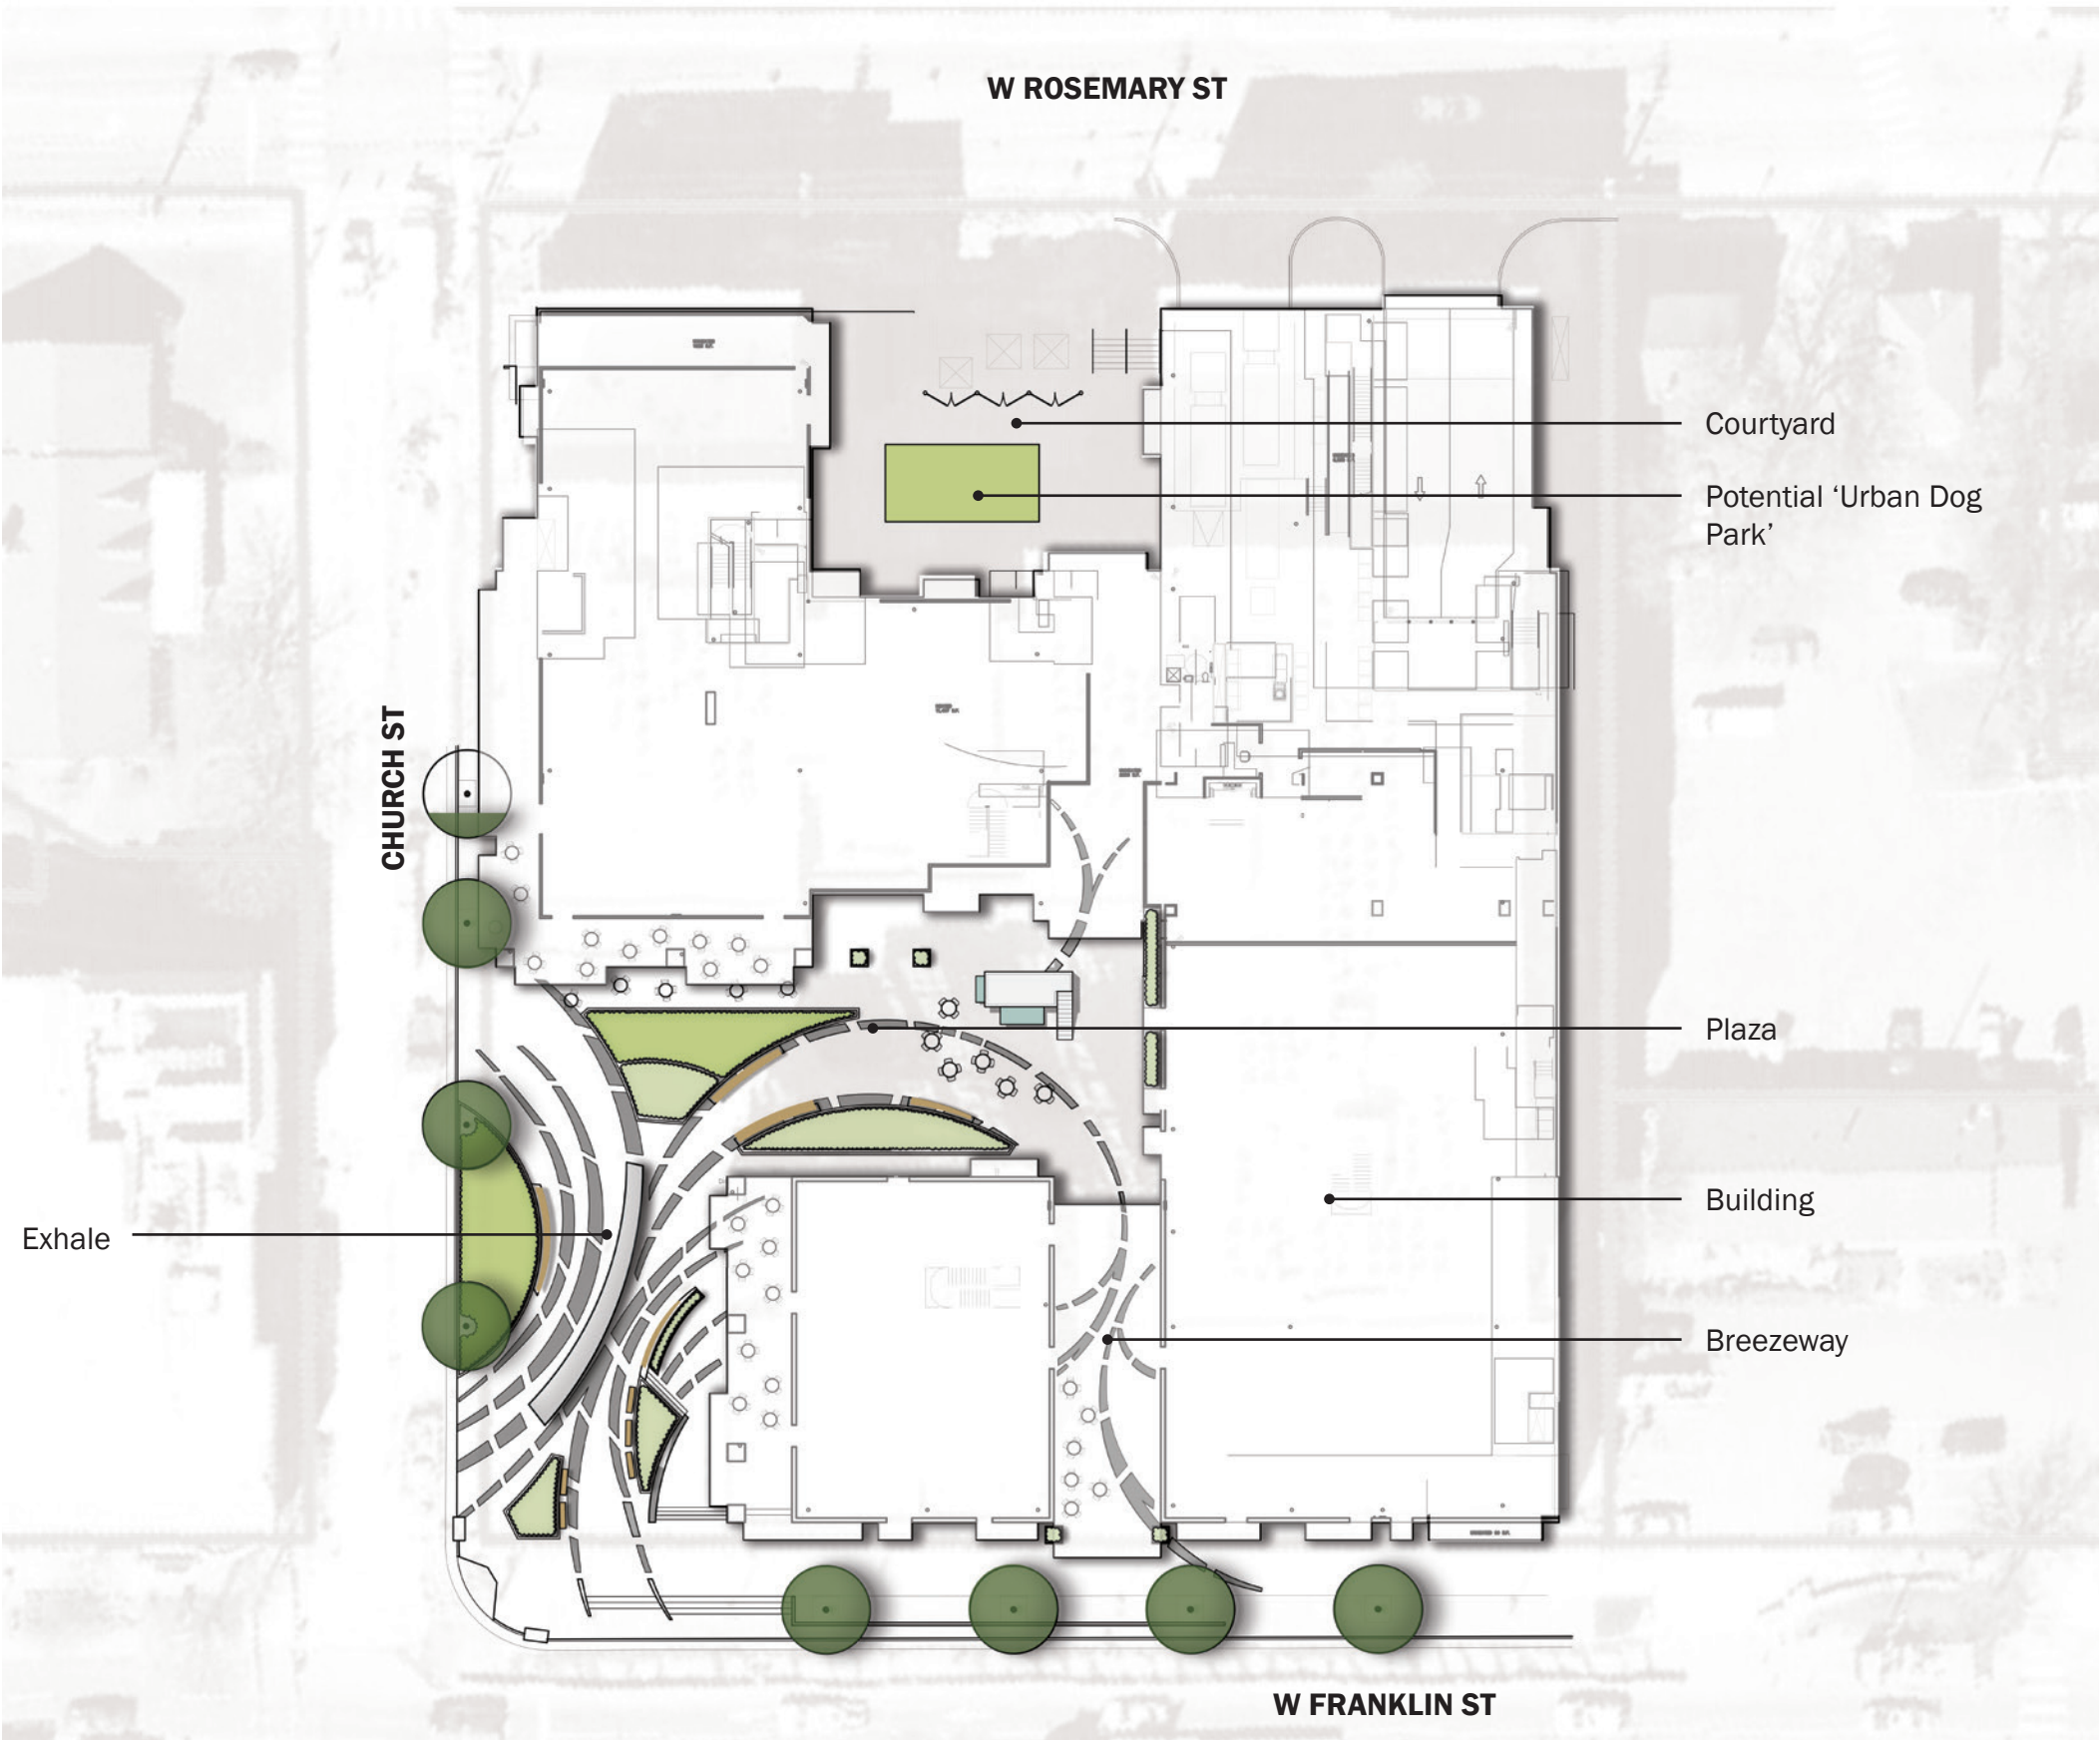 W ROSEMARY ST
Courtyard
Potential ‘Urban Dog
Park’
CHURCH ST
Plaza
Building
Exhale
Breezeway
W FRANKLIN ST